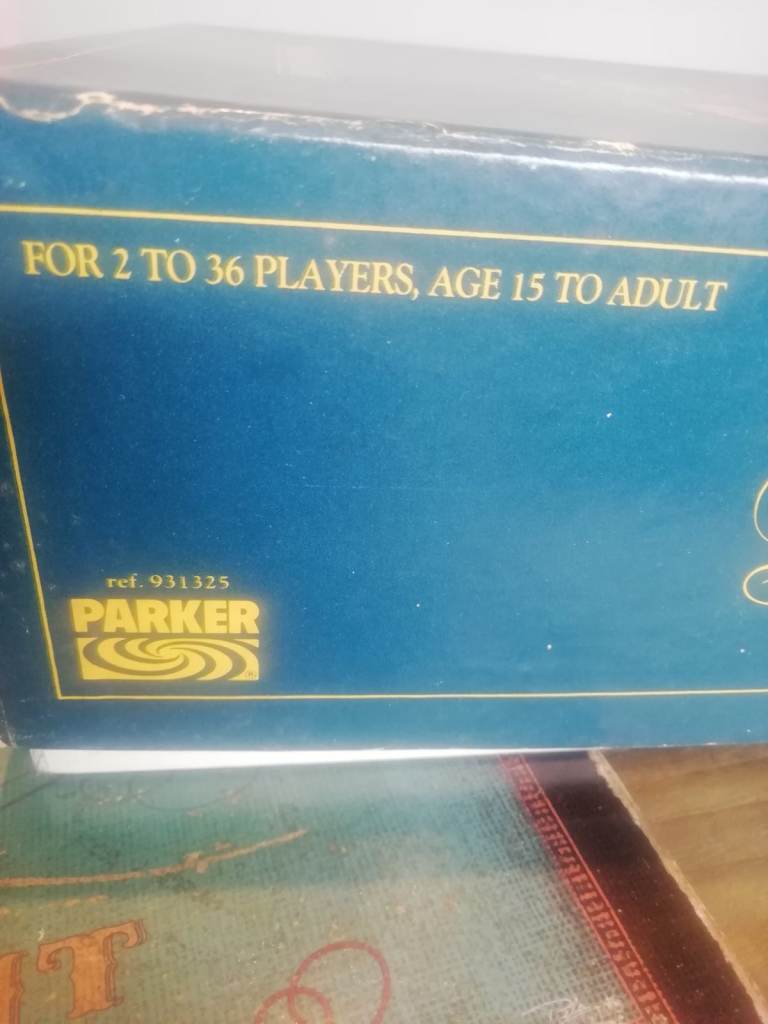 FOR 2 TO 36 PLAYERS, AGE 15 TO ADULT
ref. 931325
PARKER